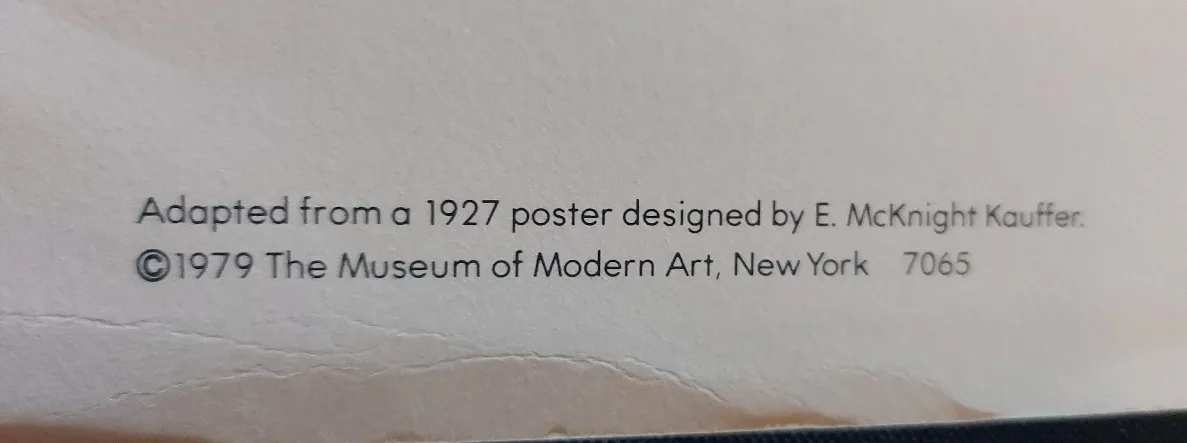 Adapted from a 1927 poster designed by E. McKnight Kauffer.
©1979 The Museum of Modern Art, New York 7065